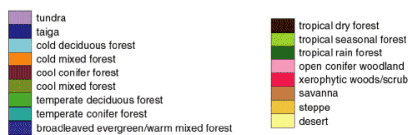 tundra
taiga
cold deciduous forest
cold mixed forest
cool conifer forest
cool mixed forest
temperate deciduous forest
temperate conifer forest
broadleaved evergreen/warm mixed forest
tropical dry forest
tropical seasonal forest
tropical rain forest
open conifer woodland
xerophytic woods/scrub
savanna
steppe
desert